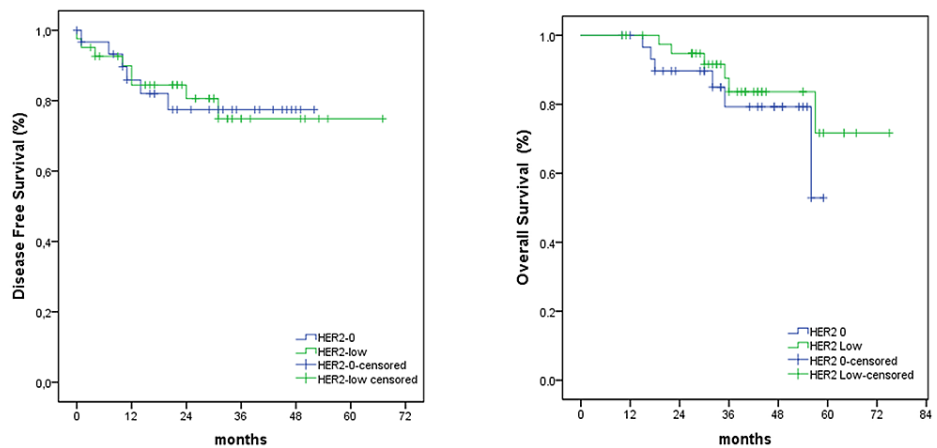 Disease Free Survival (%)
1,0
0,8
0,6
0,4
0,2
0,0
HER2-0
HER2-low
HER2-0-censored
HER2-low censored
0 12 24 36 48 60 72
months
Overall Survival (%)
1.0
0.8
0.6
0.4
0.2
0.0
HER2 0
HER2 Low
HER2 0-censored
HER2 Low-censored
0 12 24 36 48 60 72 84
months